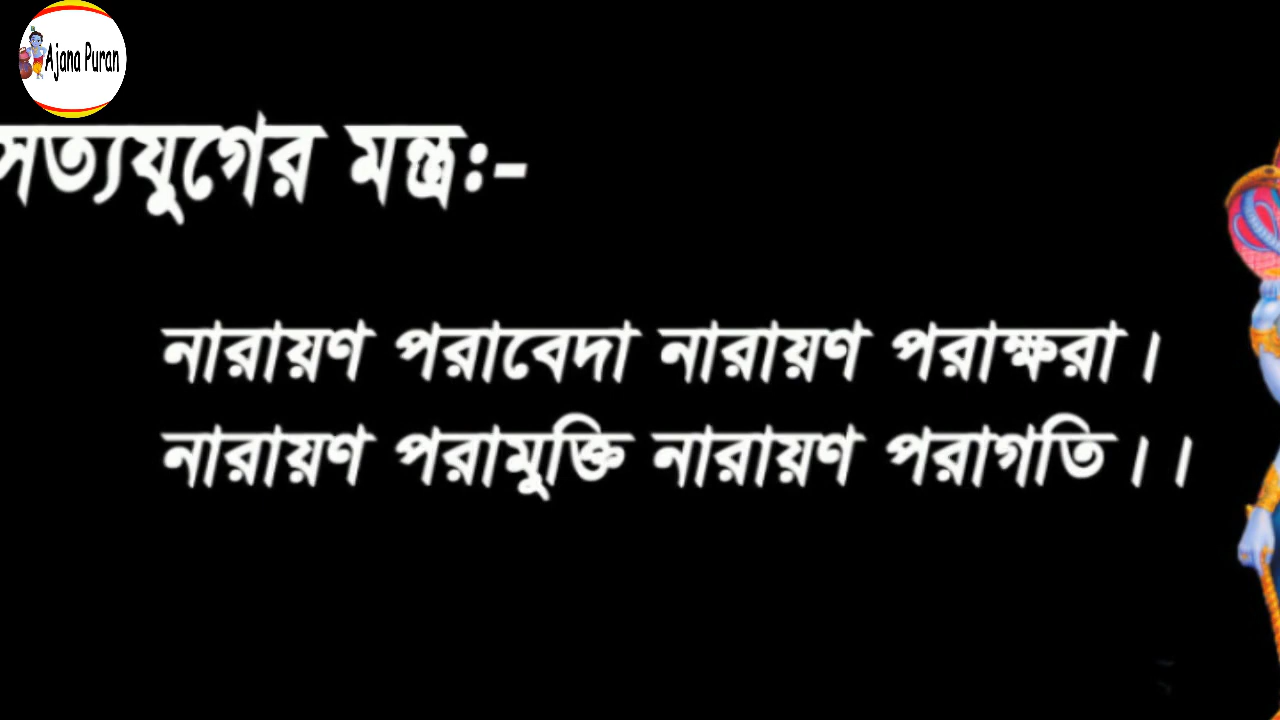 Ajana Puran
সত্যযুগের মন্ত্রঃ-
নারায়ণ পরাবেদা নারায়ণ পরাক্ষরা।
নারায়ণ পরামুক্তি নারায়ণ পরাগতি।।